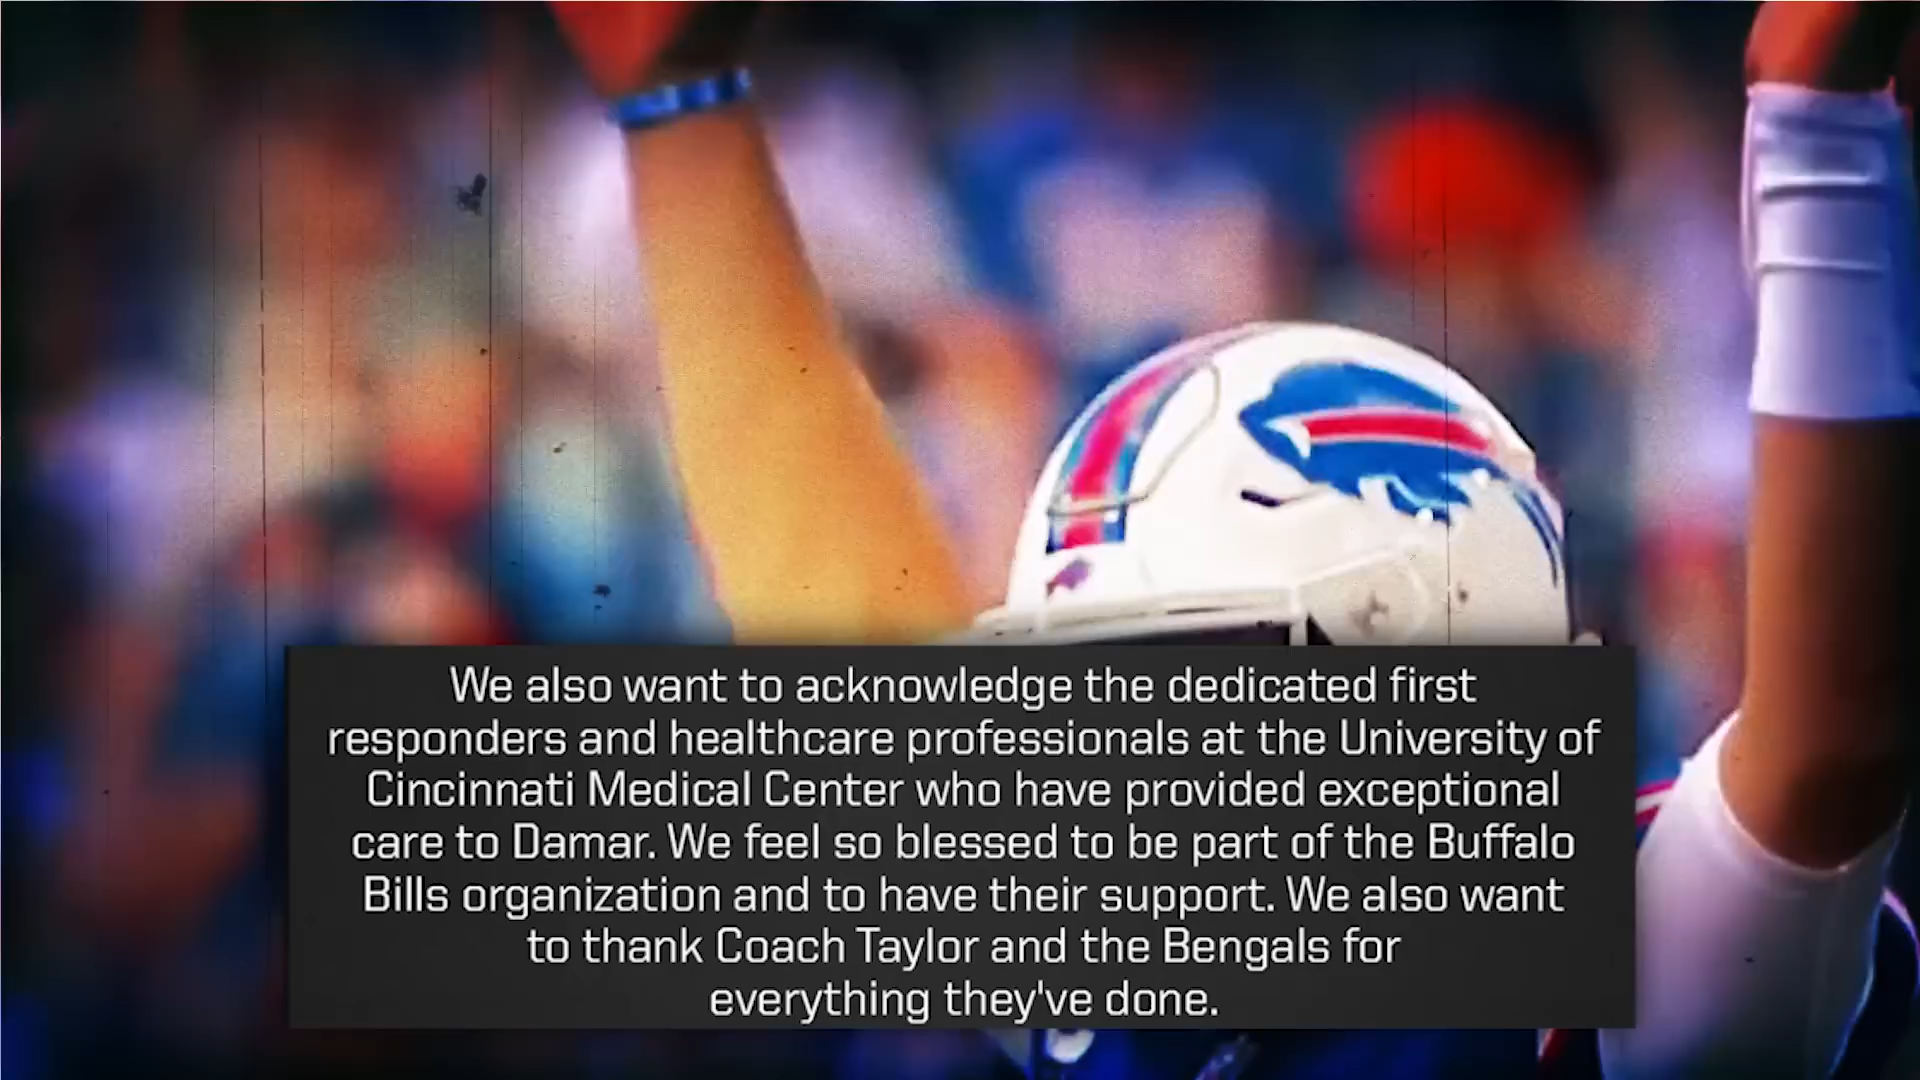 We also want to acknowledge the dedicated first
responders and healthcare professionals at the University of
Cincinnati Medical Center who have provided exceptional
care to Damar. We feel so blessed to be part of the Buffalo
Bills organization and to have their support. We also want
to thank Coach Taylor and the Bengals for
everything they've done.